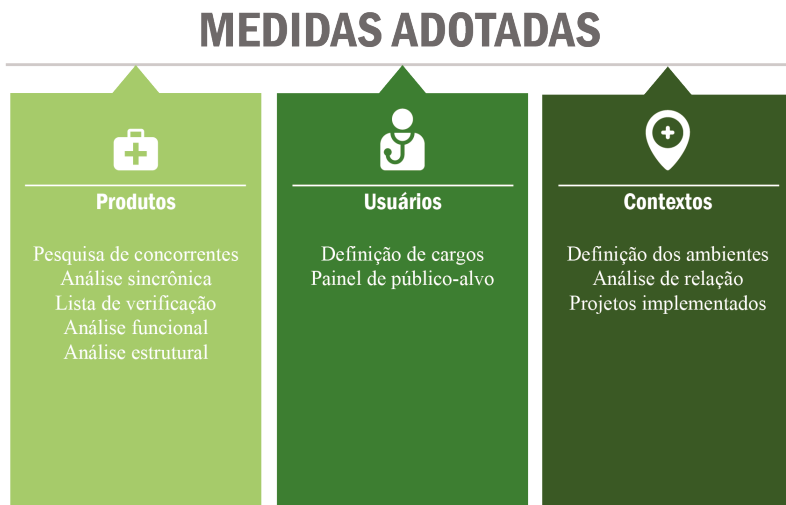 MEDIDAS ADOTADAS
Produtos
Pesquisa de concorrentes
Análise sincrônica
Lista de verificação
Análise funcional
Análise estrutural
Usuários
Definição de cargos
Painel de público-alvo
Contextos
Definição dos ambientes
Análise de relação
Projetos implementados